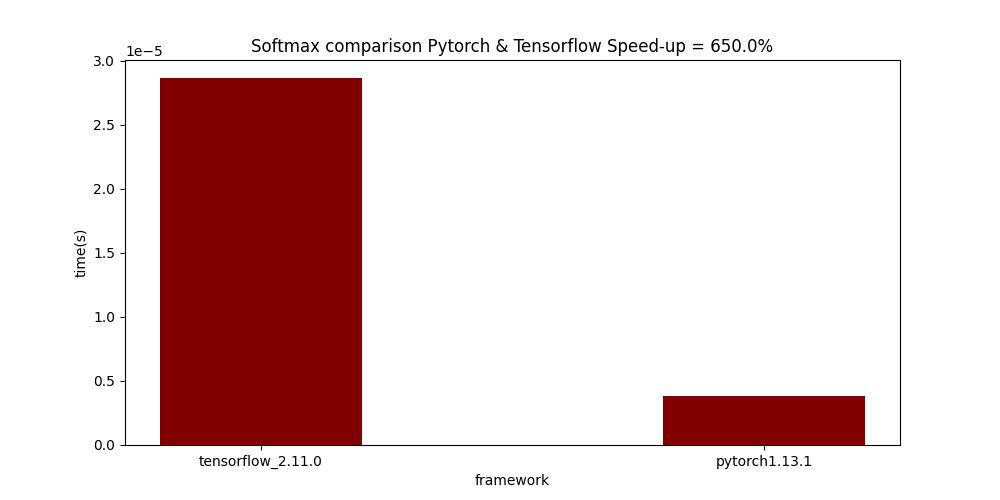 Softmax comparison Pytorch & Tensorflow Speed-up = 650.0%
1e−5
3.0
2.5
2.0
1.5
1.0
0.5
0.0
time(s)
tensorflow_2.11.0
pytorch1.13.1
framework